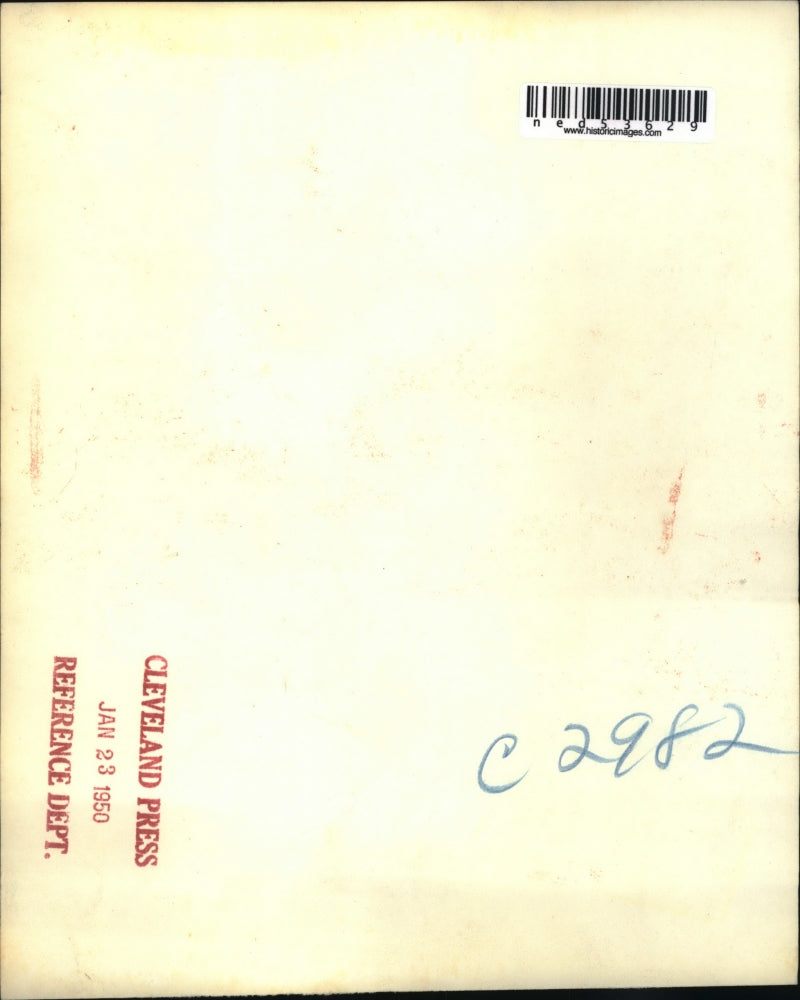 ned53629
www.historicimages.com
C 2982
CLEVELAND PRESS
JAN 23 1950
REFERENCE DEPT.